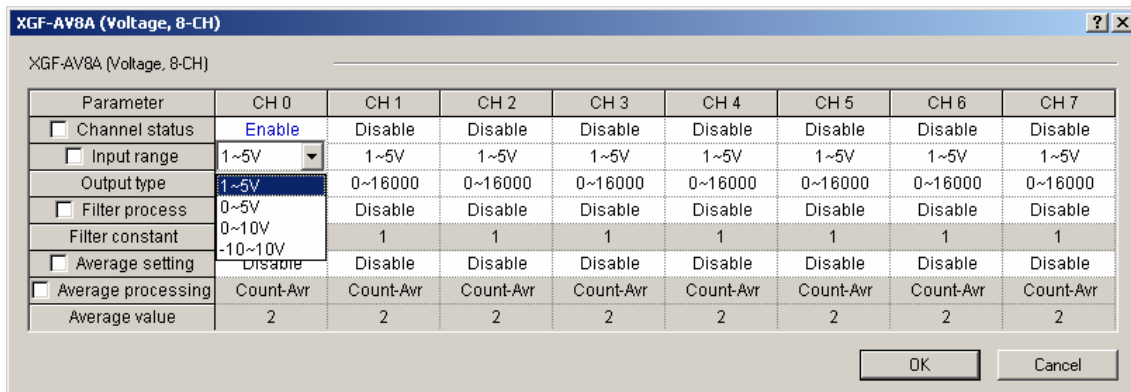 XGF-AV8A (Voltage, 8-CH)
XGF-AV8A (Voltage, 8-CH)
Parameter CH 0 CH 1 CH 2 CH 3 CH 4 CH 5 CH 6 CH 7
Channel status Enable Disable Disable Disable Disable Disable Disable Disable
Input range 1~5V 1~5V 1~5V 1~5V 1~5V 1~5V 1~5V 1~5V
Output type 1~5V 0~16000 0~16000 0~16000 0~16000 0~16000 0~16000 0~16000
Filter process 0~5V Disable Disable Disable Disable Disable Disable Disable
0~10V
Filter constant 1 1 1 1 1 1 1
-10~10V
Average setting Disable Disable Disable Disable Disable Disable Disable Disable
Average processing Count-Avr Count-Avr Count-Avr Count-Avr Count-Avr Count-Avr Count-Avr Count-Avr
Average value 2 2 2 2 2 2 2 2
OK Cancel